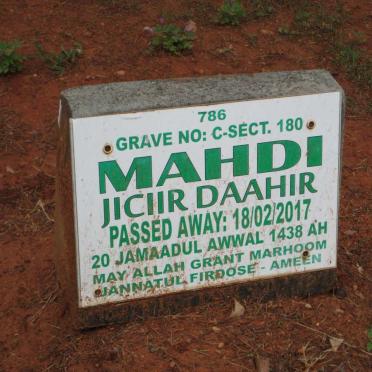 786
GRAVE NO: C-SECT. 180
MAHDI
JICIIR DAAHIR
PASSED AWAY: 18/02/2017
20 JAMAADUL AWWAL 1438 AH
MAY ALLAH GRANT MARHOOM
JANNATUL FIRDOSE - AMEEN